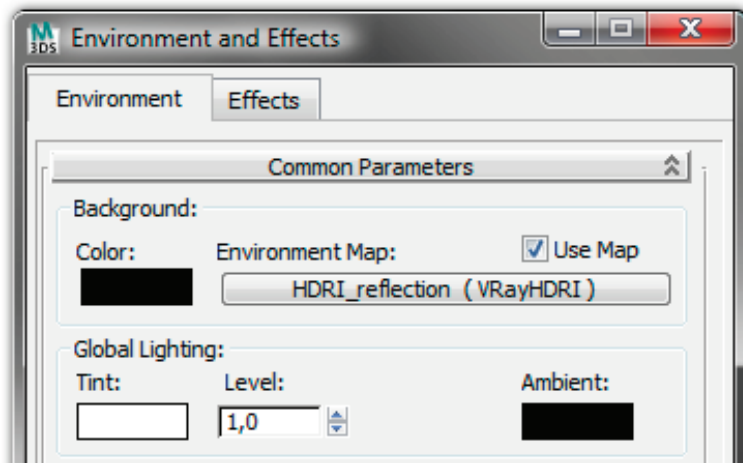 M
3DS
Environment and Effects
Environment Effects
Common Parameters
Background:
Color: Environment Map: Use Map
HDRI_reflection ( VRayHDRI )
Global Lighting:
Tint: Level: Ambient:
1,0